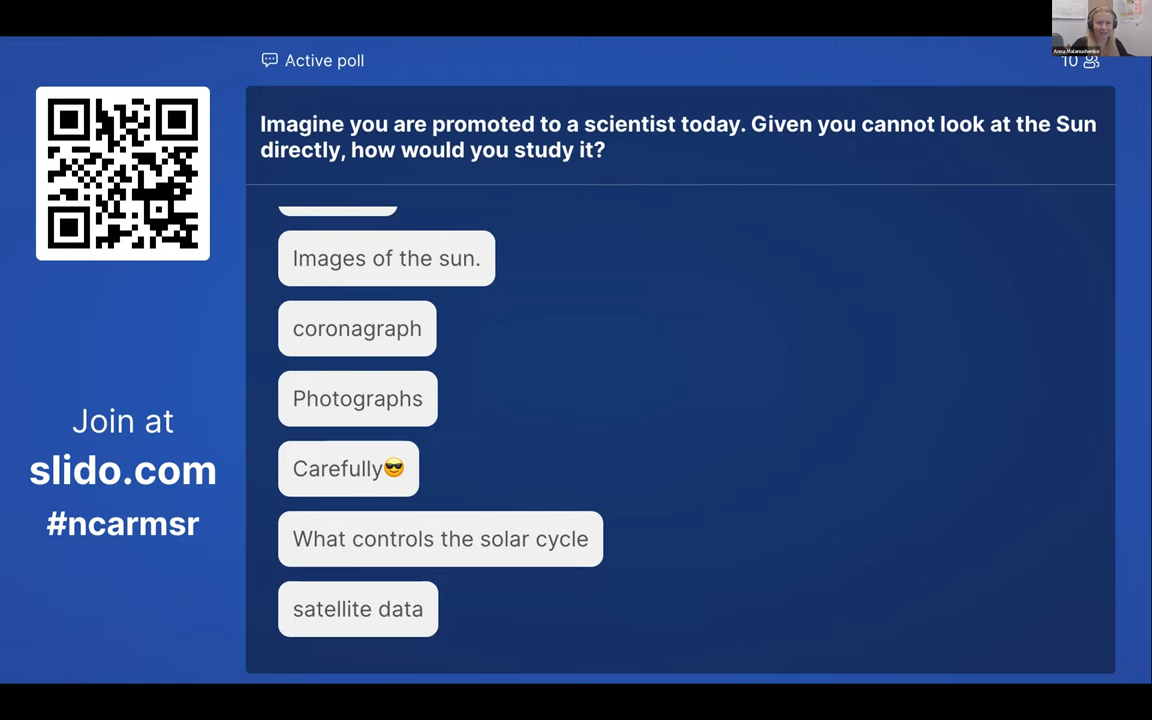 Anna Malanushenko
Active poll
10
Imagine you are promoted to a scientist today. Given you cannot look at the Sun
directly, how would you study it?
Images of the sun.
coronagraph
Photographs
Carefully😎
What controls the solar cycle
satellite data
Join at
slido.com
#ncarmsr